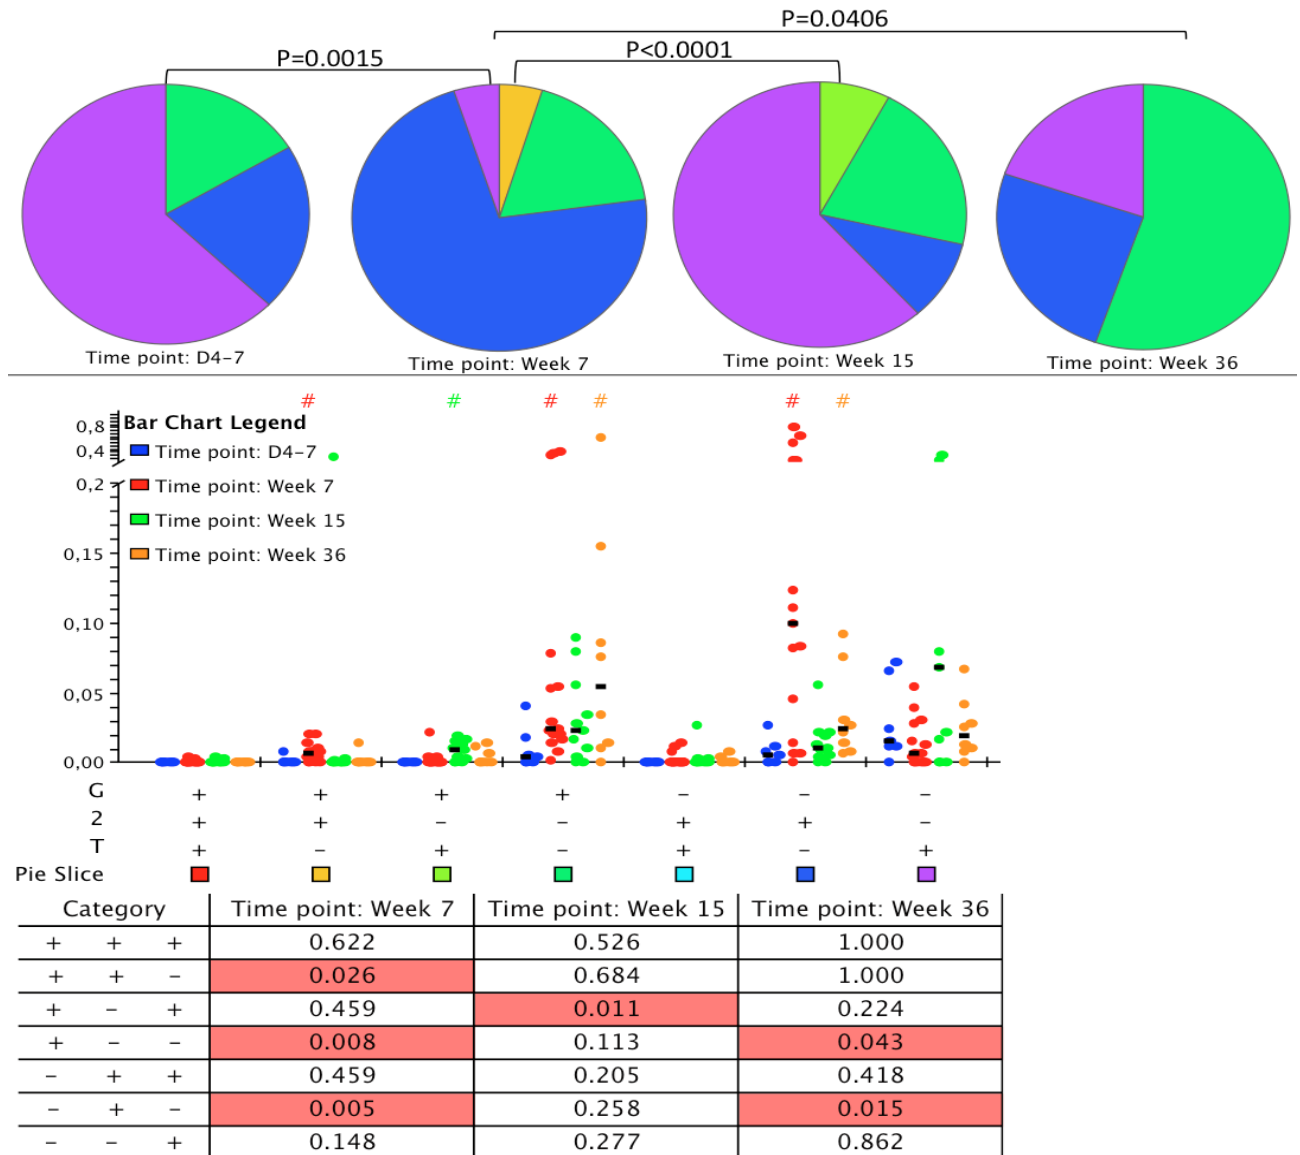 P=0.0406
P=0.0015
P<0.0001
Time point: D4-7
Time point: Week 7
Time point: Week 15
Time point: Week 36
# # # # # #
Bar Chart Legend
Time point: D4-7
Time point: Week 7
Time point: Week 15
Time point: Week 36
0,8
0,4
0,2
0,15
0,10
0,05
0,00
G + + + + – – –
2 + + – – + + –
T + – + – + – +
Pie Slice
Category Time point: Week 7 Time point: Week 15 Time point: Week 36
+ + + 0.622 0.526 1.000
+ + – 0.026 0.684 1.000
+ – + 0.459 0.011 0.224
+ – – 0.008 0.113 0.043
– + + 0.459 0.205 0.418
– + – 0.005 0.258 0.015
– – + 0.148 0.277 0.862